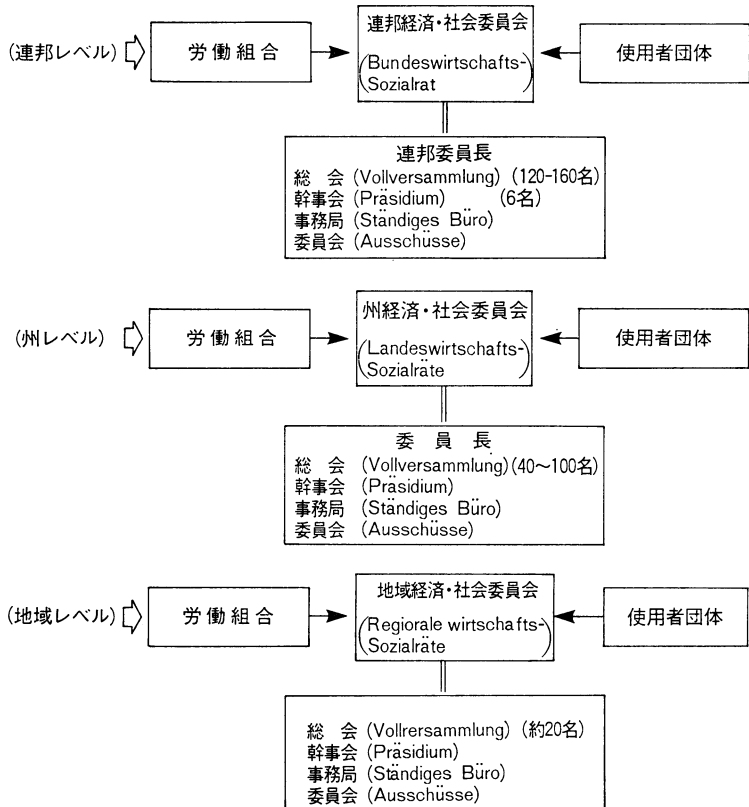 (連邦レベル)
労働組合
連邦経済・社会委員会
(Bundeswirtschafts-
Sozialrat)
使用者団体
連邦委員長
総 会 (Vollversammlung) (120-160名)
幹事会 (Präsidium) (6名)
事務局 (Ständiges Büro)
委員会 (Ausschüsse)
(州レベル)
労働組合
州経済・社会委員会
(Landeswirtschafts-
Sozialräte)
使用者団体
委 員 長
総 会 (Vollversammlung) (40~100名)
幹事会 (Präsidium)
事務局 (Ständiges Büro)
委員会 (Ausschüsse)
(地域レベル)
労働組合
地域経済・社会委員会
(Regionale wirtschafts-
Sozialräte)
使用者団体
総 会 (Vollrersammlung) (約20名)
幹事会 (Präsidium)
事務局 (Ständiges Büro)
委員会 (Ausschüsse)